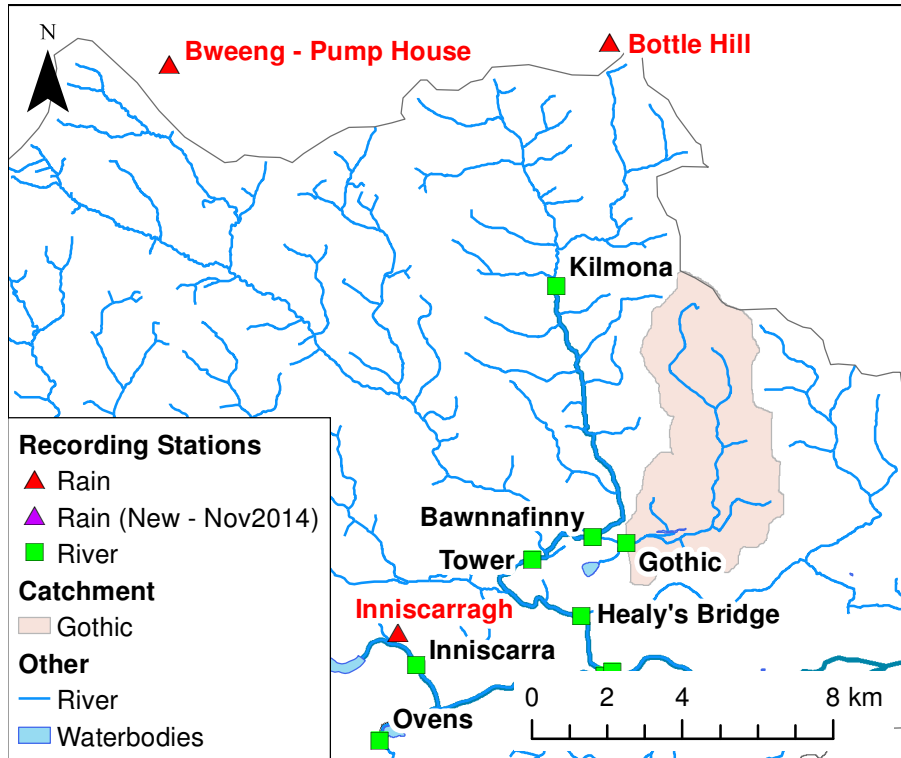 N
Bweeng - Pump House
Bottle Hill
Kilmona
Bawnnafinny
Tower
Gothic
Healy's Bridge
Inniscarragh
Inniscarra
Ovens
Recording Stations
Rain
Rain (New - Nov2014)
River
Catchment
Gothic
Other
River
Waterbodies
0 2 4 8 km